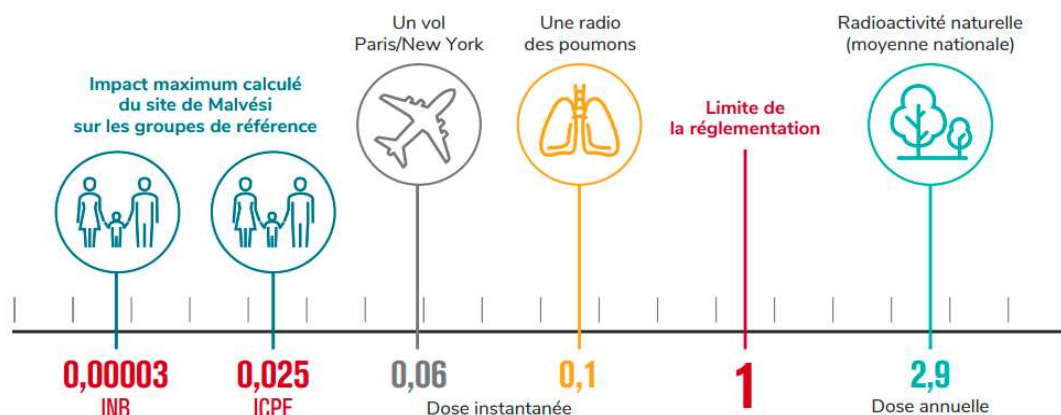 Impact maximum calculé
du site de Malvési
sur les groupes de référence
Un vol
Paris/New York
Une radio
des poumons
Limite de
la réglementation
Radioactivité naturelle
(moyenne nationale)
0,00003
INB
0,025
ICPE
0,06
0,1
Dose instantanée
1
2,9
Dose annuelle